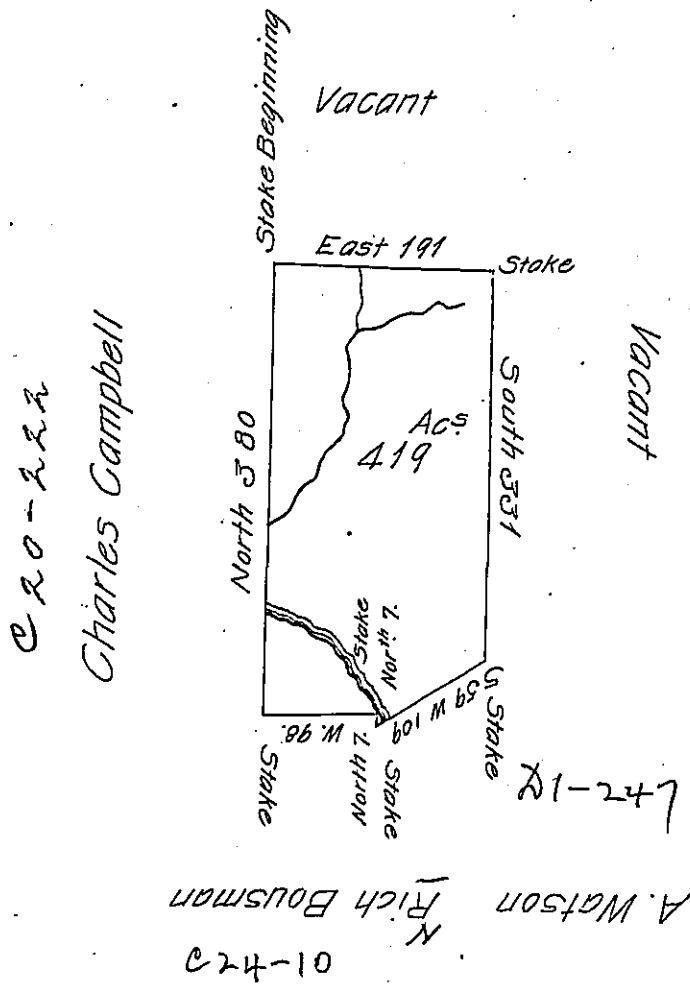 Stake Beginning
Vacant
East 191
Stake
C20-222
Charles Campbell
North 380
Acs
419
South 331
Vacant
Stake
North 7.
W. 98.
S 59 W 109
Stake
North 7.
Stake
Stake
D1-247
A. Watson
N
Rich Bousman
C24-10